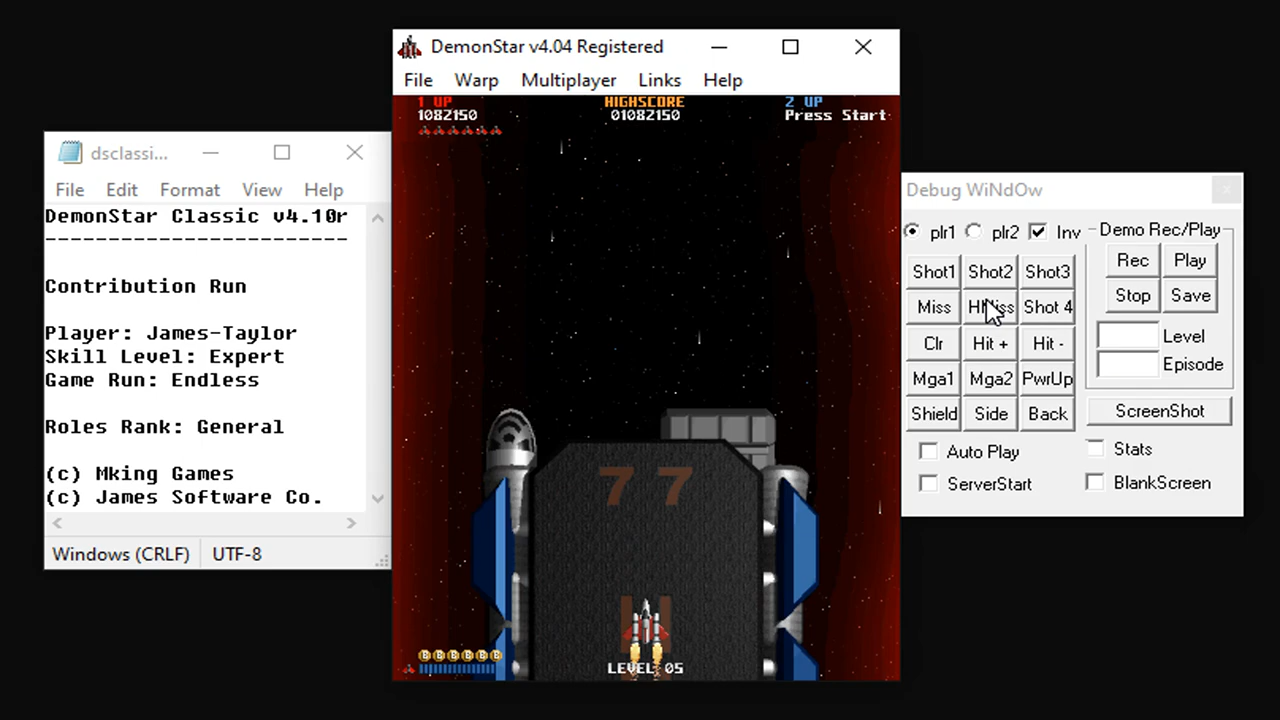 dsclassi...
File Edit Format View Help
DemonStar Classic v4.10r
------------------------
Contribution Run
Player: James-Taylor
Skill Level: Expert
Game Run: Endless
Roles Rank: General
(c) Mking Games
(c) James Software Co.
Windows (CRLF) UTF-8
DemonStar v4.04 Registered
File Warp Multiplayer Links Help
1 UP HIGHSCORE 2 UP
1082150 01082150 Press Start
77
B B B B B B
LEVEL 05
Debug WiNdOw
plr1 plr2 Inv
Shot1 Shot2 Shot3
Miss HMiss Shot 4
Clr Hit + Hit -
Mga1 Mga2 PwrUp
Shield Side Back
Auto Play
ServerStart
Demo Rec/Play
Rec Play
Stop Save
Level
Episode
ScreenShot
Stats
BlankScreen